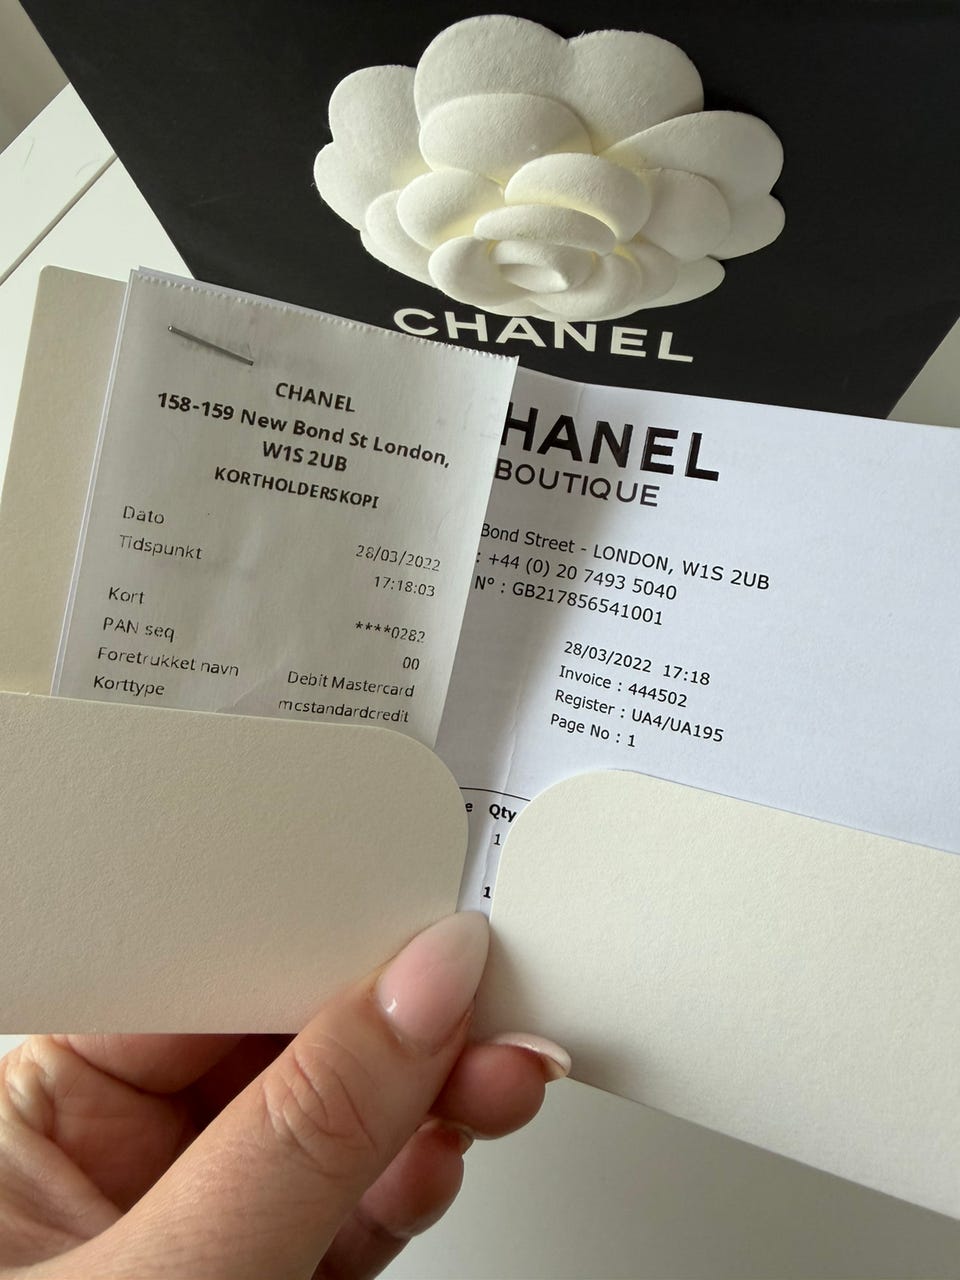 CHANEL
CHANEL
158-159 New Bond St London,
W1S 2UB
KORTHOLDERSKOPI
Dato
28/03/2022
Tidspunkt
17:18:03
Kort
****0282
PAN seq
00
Foretrukket navn
Debit Mastercard
Korttype
mcstandardcredit
HANEL
BOUTIQUE
Bond Street - LONDON, W1S 2UB
: +44 (0) 20 7493 5040
N° : GB217856541001
28/03/2022 17:18
Invoice : 444502
Register : UA4/UA195
Page No : 1
e Qty
1
1